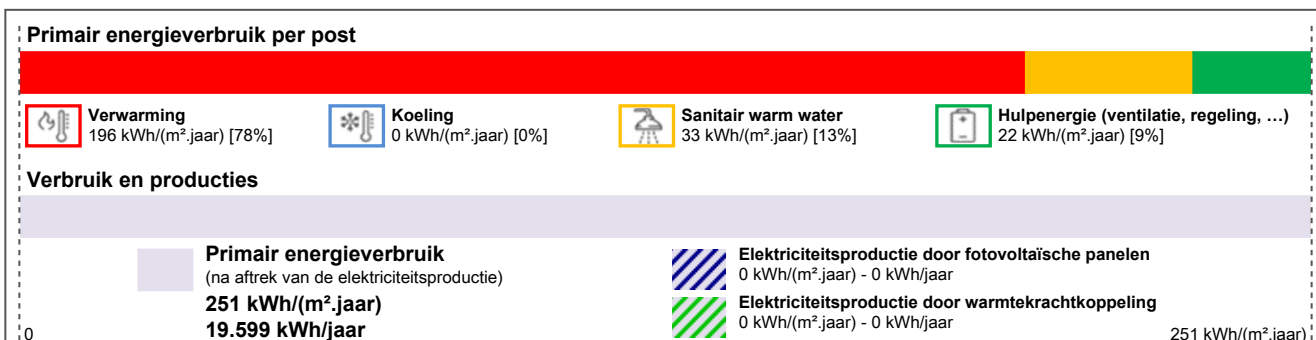 Primair energieverbruik per post
Verwarming
196 kWh/(m².jaar) [78%]
Koeling
0 kWh/(m².jaar) [0%]
Sanitair warm water
33 kWh/(m².jaar) [13%]
Hulpenergie (ventilatie, regeling, …)
22 kWh/(m².jaar) [9%]
Verbruik en producties
Primair energieverbruik
(na aftrek van de elektriciteitsproductie)
251 kWh/(m².jaar)
19.599 kWh/jaar
Elektriciteitsproductie door fotovoltaïsche panelen
0 kWh/(m².jaar) - 0 kWh/jaar
Elektriciteitsproductie door warmtekrachtkoppeling
0 kWh/(m².jaar) - 0 kWh/jaar
0
251 kWh/(m².jaar)